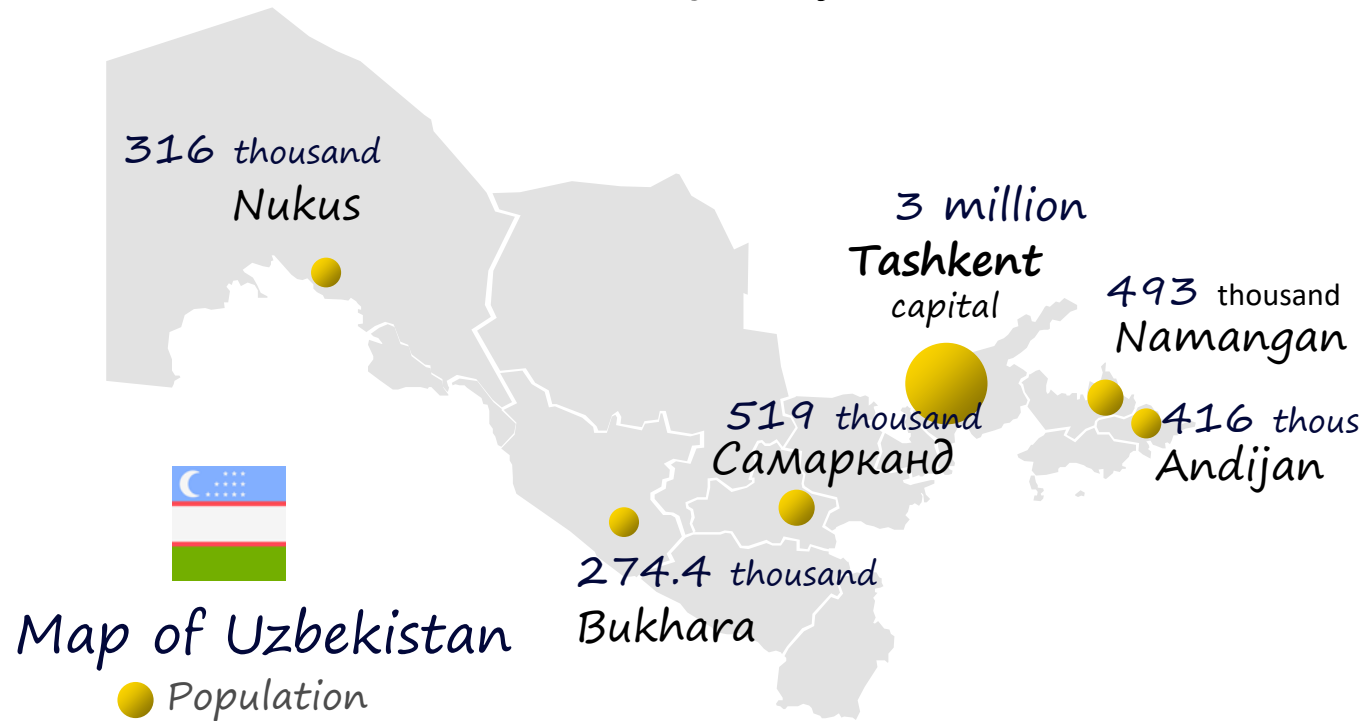 316 thousand
Nukus
3 million
Tashkent
capital
493 thousand
Namangan
519 thousand
Самарканд
416 thous
Andijan
274.4 thousand
Bukhara
Map of Uzbekistan
Population